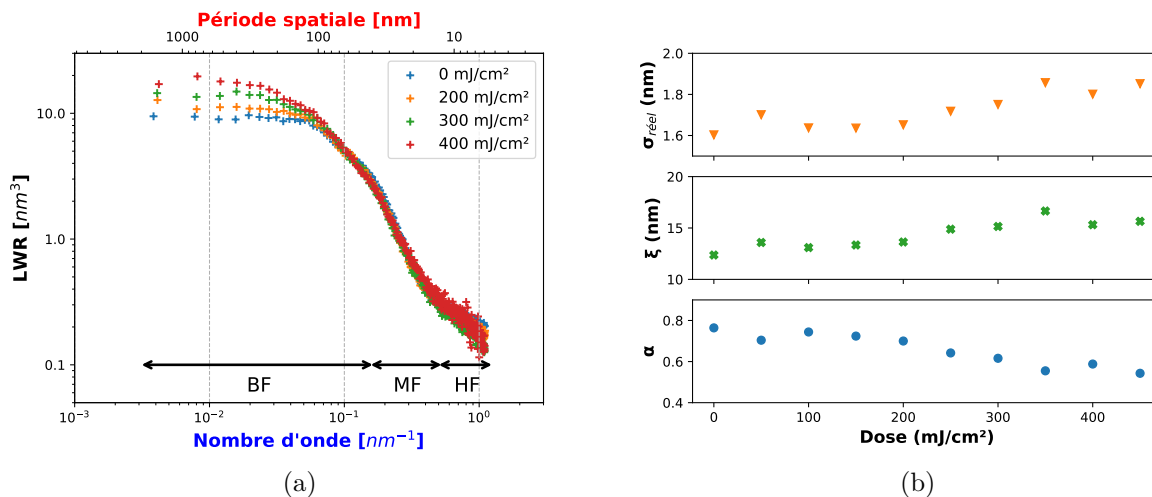 Période spatiale [nm]
1000 100 10
LWR [nm³]
10.0
1.0
0.1
0 mJ/cm²
200 mJ/cm²
300 mJ/cm²
400 mJ/cm²
BF MF HF
10⁻³ 10⁻² 10⁻¹ 10⁰
Nombre d'onde [nm⁻¹]
(a)
σréel (nm)
2.0
1.8
1.6
ξ (nm)
20
15
10
α
0.8
0.6
0.4
0 100 200 300 400
Dose (mJ/cm²)
(b)